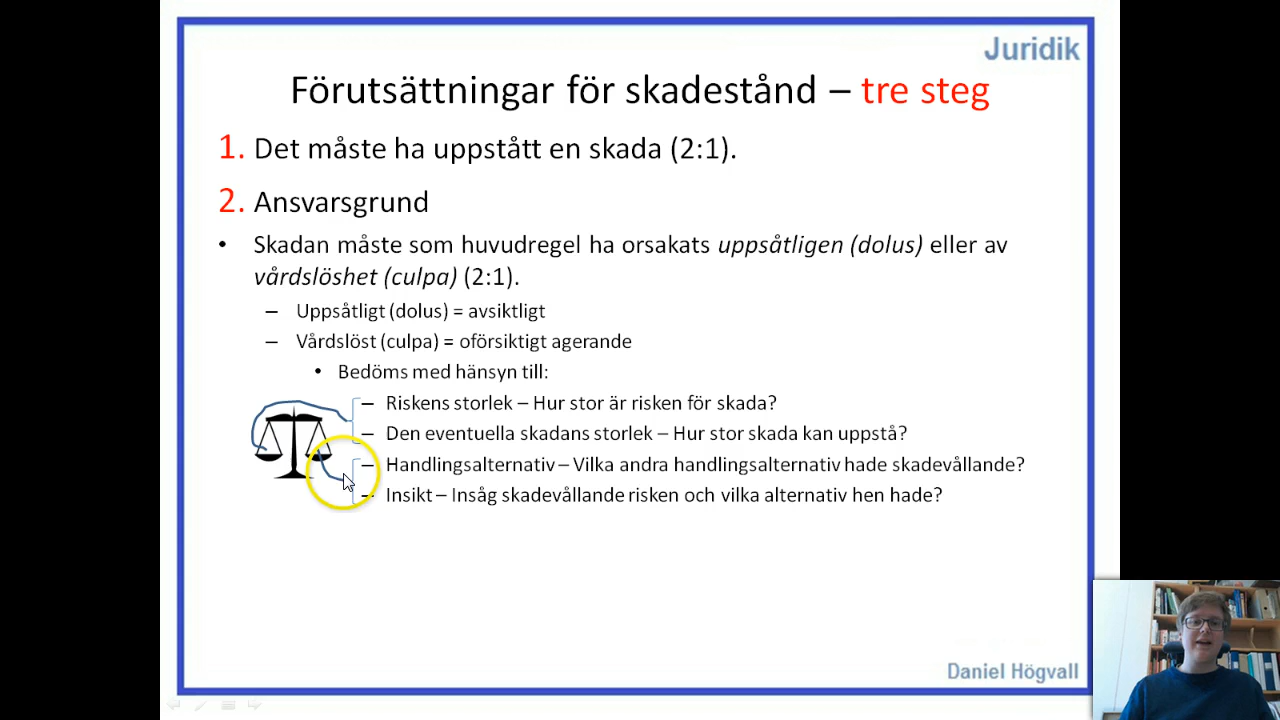 Juridik
Förutsättningar för skadestånd – tre steg
1. Det måste ha uppstått en skada (2:1).
2. Ansvarsgrund
• Skadan måste som huvudregel ha orsakats uppsåtligen (dolus) eller av
vårdslöshet (culpa) (2:1).
– Uppsåtligt (dolus) = avsiktligt
– Vårdslöst (culpa) = oförsiktigt agerande
• Bedöms med hänsyn till:
– Riskens storlek – Hur stor är risken för skada?
– Den eventuella skadans storlek – Hur stor skada kan uppstå?
– Handlingsalternativ – Vilka andra handlingsalternativ hade skadevållande?
– Insikt – Insåg skadevållande risken och vilka alternativ hen hade?
Daniel Högvall